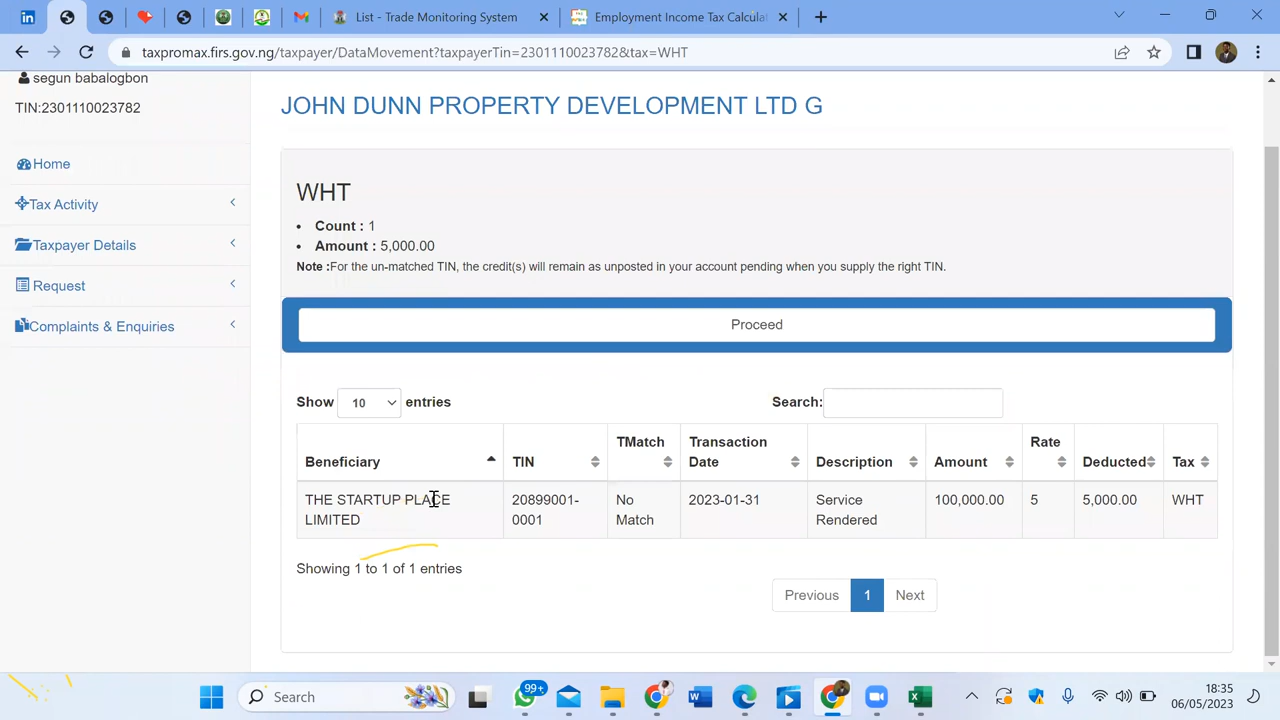 List - Trade Monitoring System
Employment Income Tax Calculat
taxpromax.firs.gov.ng/taxpayer/DataMovement?taxpayerTin=2301110023782&tax=WHT
segun babalogbon
TIN:2301110023782
Home
Tax Activity
Taxpayer Details
Request
Complaints & Enquiries
JOHN DUNN PROPERTY DEVELOPMENT LTD G
WHT
• Count : 1
• Amount : 5,000.00
Note :For the un-matched TIN, the credit(s) will remain as unposted in your account pending when you supply the right TIN.
Proceed
Show 10 entries
Search:
Beneficiary TIN TMatch Transaction Date Description Amount Rate Deducted Tax
THE STARTUP PLACE LIMITED 20899001-0001 No Match 2023-01-31 Service Rendered 100,000.00 5 5,000.00 WHT
Showing 1 to 1 of 1 entries
Previous 1 Next
Search
99+
18:35
06/05/2023